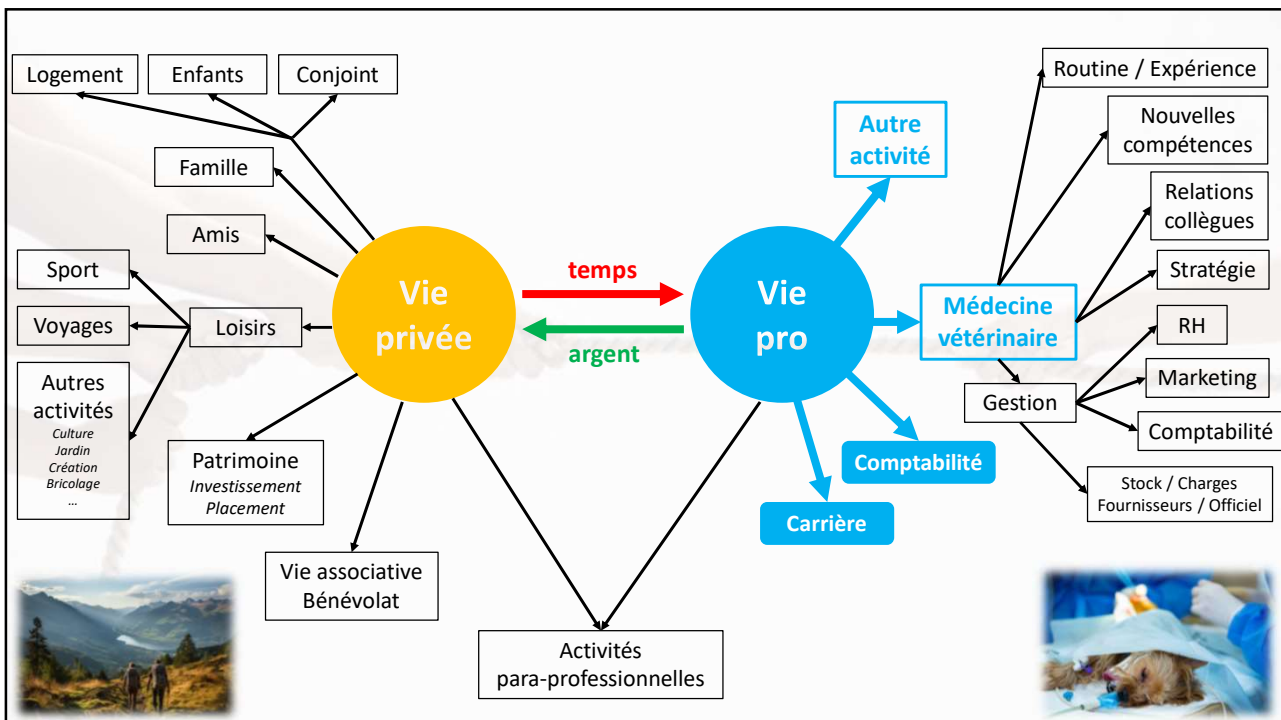 Logement
Enfants
Conjoint
Famille
Amis
Sport
Voyages
Loisirs
Autres
activités
Culture
Jardin
Création
Bricolage
...
Patrimoine
Investissement
Placement
Vie associative
Bénévolat
Vie
privée
temps
argent
Vie
pro
Activités
para-professionnelles
Autre
activité
Médecine
vétérinaire
Comptabilité
Carrière
Routine / Expérience
Nouvelles
compétences
Relations
collègues
Stratégie
RH
Marketing
Gestion
Comptabilité
Stock / Charges
Fournisseurs / Officiel